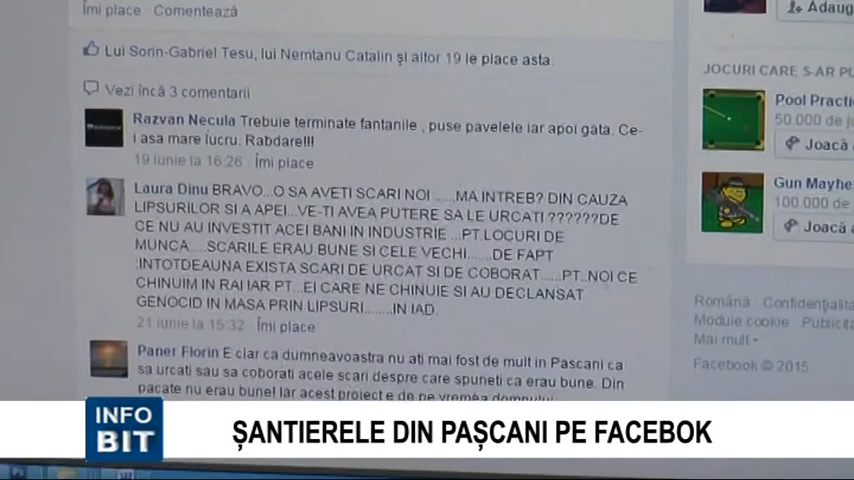 Îmi place · Comentează
Adaug
Lui Sorin-Gabriel Tesu, lui Nemtanu Catalin și altor 19 le place asta.
JOCURI CARE S-AR PL
Vezi încă 3 comentarii
Razvan Necula Trebuie terminate fantanile , puse pavelele iar apoi gata. Ce-
i asa mare lucru. Rabdare!!!
19 iunie la 16:26 · Îmi place
Pool Practi
50.000 de ju
Joacă
Laura Dinu BRAVO...O SA AVETI SCARI NOI ......MA INTREB? DIN CAUZA
LIPSURILOR SI A APEI...VE-TI AVEA PUTERE SA LE URCATI ??????DE
CE NU AU INVESTIT ACEI BANI IN INDUSTRIE ...PT.LOCURI DE
MUNCA.....SCARILE ERAU BUNE SI CELE VECHI.......DE FAPT
:INTOTDEAUNA EXISTA SCARI DE URCAT SI DE COBORAT......PT..NOI CE
CHINUIM IN RAI IAR PT...EI CARE NE CHINUIE SI AU DECLANSAT
GENOCID IN MASA PRIN LIPSURI........IN IAD.
21 iunie la 15:32 · Îmi place
Gun Mayhe
100.000 de
Joacă
Română · Confidențialita
Module cookie · Publicita
Mai mult
Facebook © 2015
Paner Florin E clar ca dumneavoastra nu ati mai fost de mult in Pascani ca
sa urcati sau sa coborati acele scari despre care spuneti ca erau bune. Din
pacate nu erau bune! Iar acest proiect e de pe vremea domnului
INFO
BIT
ȘANTIERELE DIN PAȘCANI PE FACEBOK